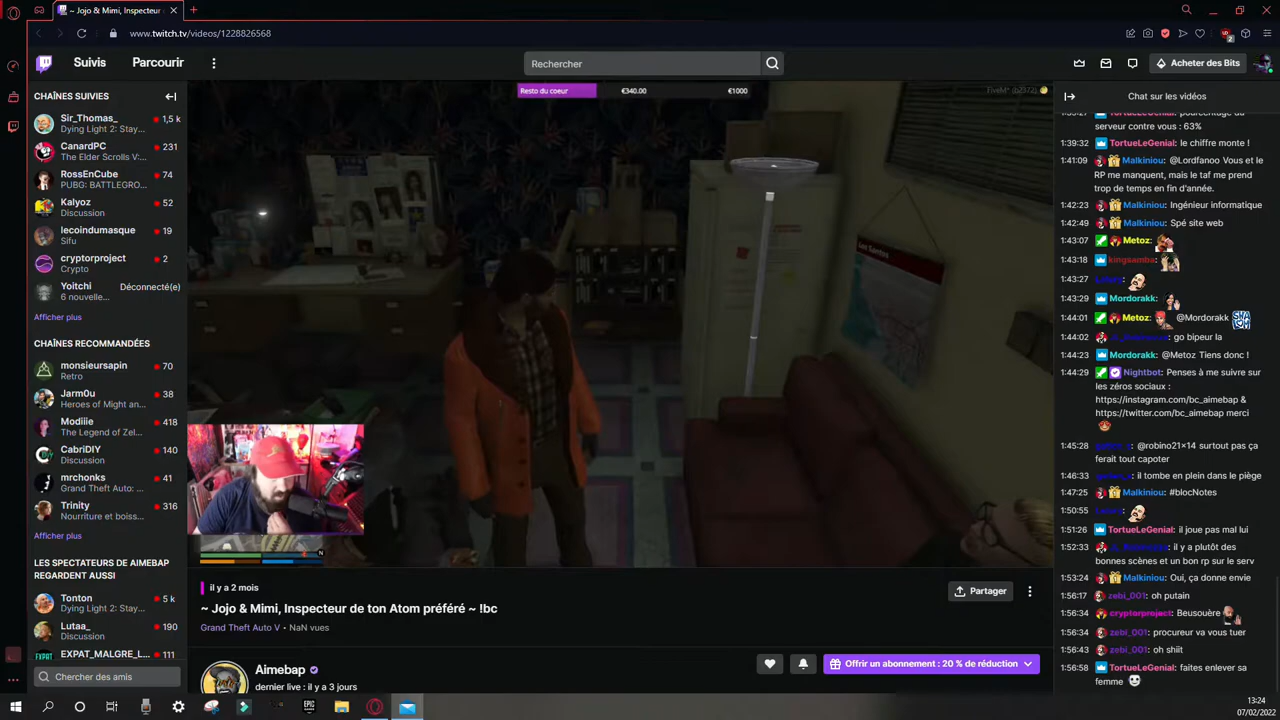 ~ Jojo & Mimi, Inspecteur
www.twitch.tv/videos/1228826568
2
Suivis
Parcourir
Rechercher
Acheter des Bits
CHAÎNES SUIVIES
Sir_Thomas_
1,5 k
Dying Light 2: Stay...
CanardPC
231
The Elder Scrolls V:...
RossEnCube
74
PUBG: BATTLEGRO...
Kalyoz
52
Discussion
lecoindumasque
19
Sifu
cryptorproject
2
Crypto
Yoitchi
Déconnecté(e)
6 nouvelle...
Afficher plus
CHAÎNES RECOMMANDÉES
monsieursapin
70
Retro
Jarm0u
38
Heroes of Might an...
Modiiie
418
The Legend of Zel...
CabriDIY
140
Discussion
mrchonks
41
Grand Theft Auto: ...
Trinity
316
Nourriture et boiss...
Afficher plus
LES SPECTATEURS DE AIMEBAP
REGARDENT AUSSI
Tonton
5 k
Dying Light 2: Stay...
Lutaa_
190
Discussion
EXPAT_MALGRE_L...
111
Chercher des amis
Resto du coeur
€340.00
€1000
FiveM* (b2372)
Los Santos
N
il y a 2 mois
~ Jojo & Mimi, Inspecteur de ton Atom préféré ~ !bc
Grand Theft Auto V • NaN vues
Partager
Aimebap
dernier live : il y a 3 jours
Offrir un abonnement : 20 % de réduction
Chat sur les vidéos
TortueLeGenial: pourcentage du
serveur contre vous : 63%
1:39:32 TortueLeGenial: le chiffre monte !
1:41:09 Malkiniou: @Lordfanoo Vous et le
RP me manquent, mais le taf me prend
trop de temps en fin d'année.
1:42:23 Malkiniou: Ingénieur informatique
1:42:49 Malkiniou: Spé site web
1:43:07 Metoz:
1:43:18 kingsamba:
1:43:27
1:43:29 Mordorakk:
1:44:01 Metoz: @Mordorakk
1:44:02 go bipeur la
1:44:23 Mordorakk: @Metoz Tiens donc !
1:44:29 Nightbot: Penses à me suivre sur
les zéros sociaux :
https://instagram.com/bc_aimebap &
https://twitter.com/bc_aimebap merci
1:45:28 @robino21x14 surtout pas ça
ferait tout capoter
1:46:33 il tombe en plein dans le piège
1:47:25 Malkiniou: #blocNotes
1:50:55
1:51:26 TortueLeGenial: il joue pas mal lui
1:52:33 il y a plutôt des
bonnes scènes et un bon rp sur le serv
1:53:24 Malkiniou: Oui, ça donne envie
1:56:17 zebi_001: oh putain
1:56:34 cryptorproject: Beusouère
1:56:34 zebi_001: procureur va vous tuer
1:56:43 zebi_001: oh shiit
1:56:58 TortueLeGenial: faites enlever sa
femme
EPIC GAMES
13:24
07/02/2022